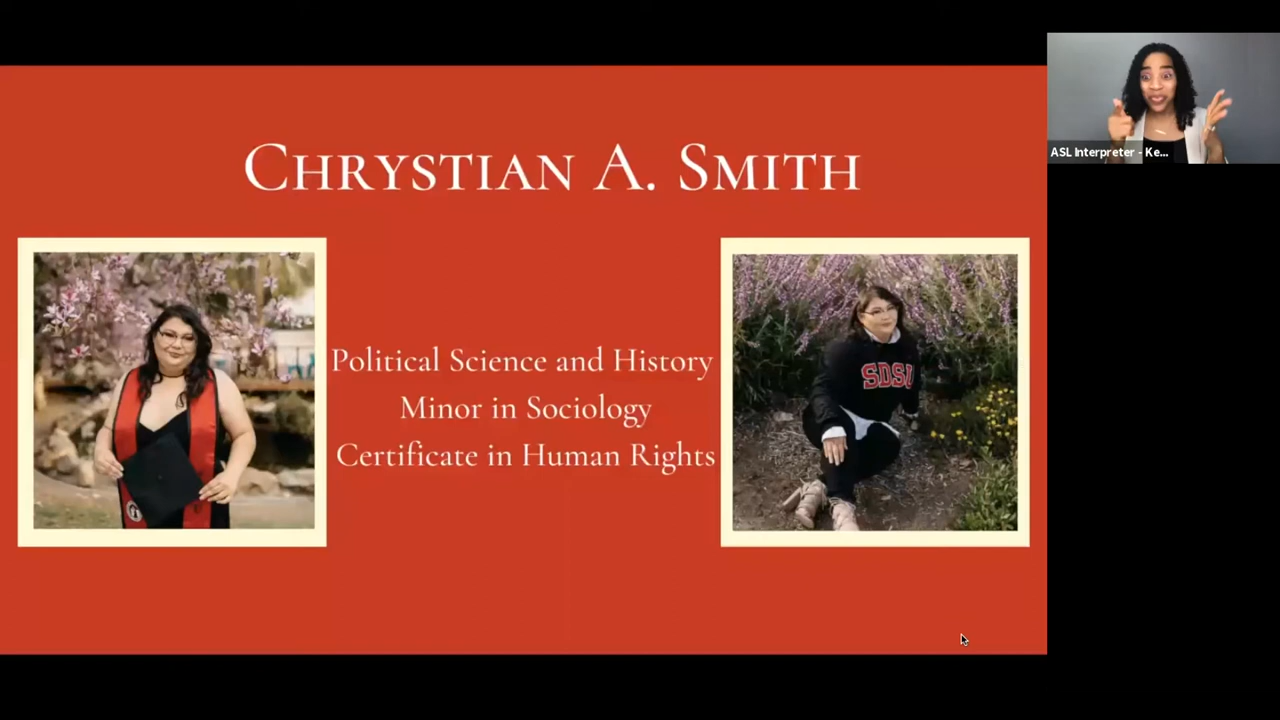 Chrystian A. Smith
Political Science and History
Minor in Sociology
Certificate in Human Rights
SDSU
ASL Interpreter - Ke...